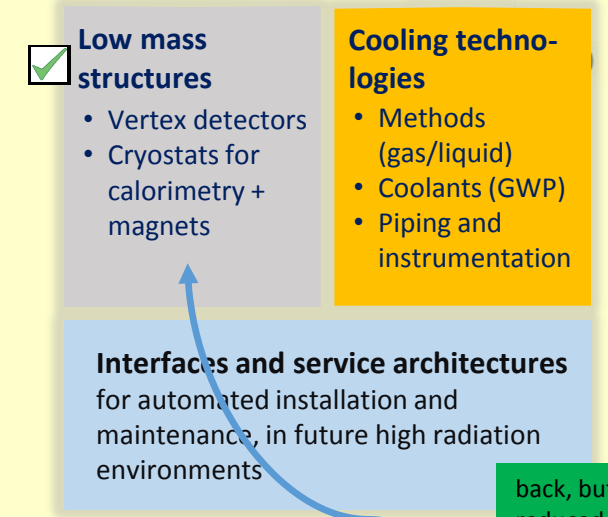 Low mass
structures
• Vertex detectors
• Cryostats for
calorimetry +
magnets
Cooling techno-
logies
• Methods
(gas/liquid)
• Coolants (GWP)
• Piping and
instrumentation
Interfaces and service architectures
for automated installation and
maintenance, in future high radiation
environments
back, but